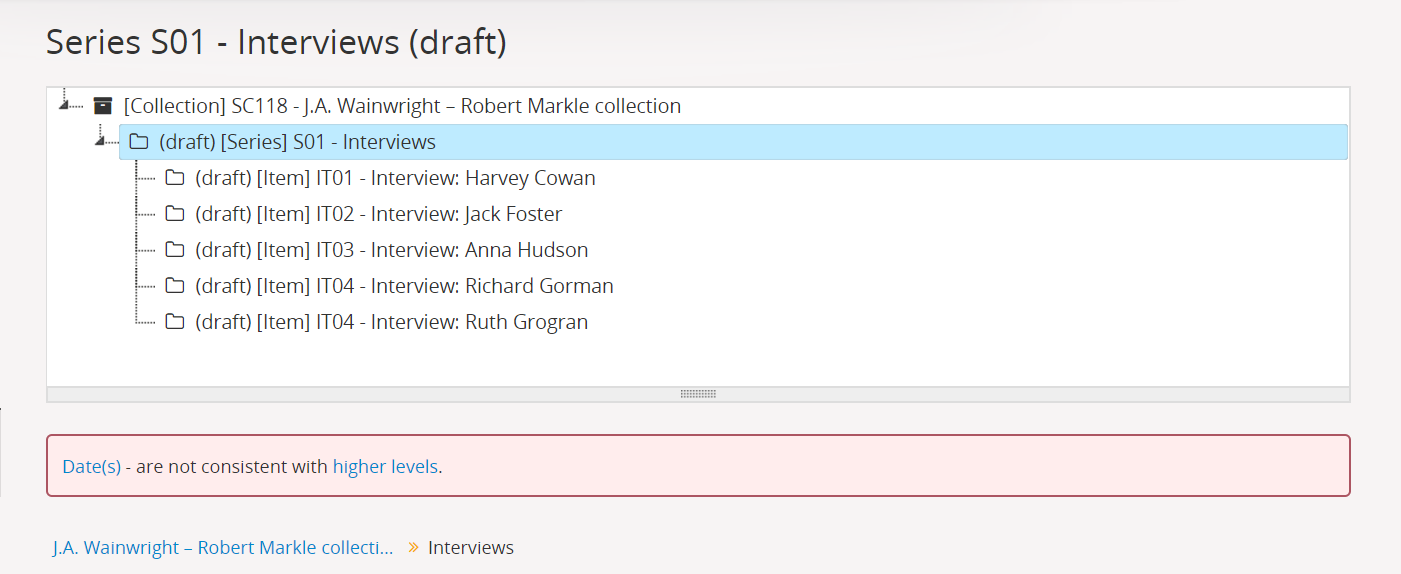 Series S01 - Interviews (draft)
[Collection] SC118 - J.A. Wainwright – Robert Markle collection
(draft) [Series] S01 - Interviews
(draft) [Item] IT01 - Interview: Harvey Cowan
(draft) [Item] IT02 - Interview: Jack Foster
(draft) [Item] IT03 - Interview: Anna Hudson
(draft) [Item] IT04 - Interview: Richard Gorman
(draft) [Item] IT04 - Interview: Ruth Grogran
Date(s) - are not consistent with higher levels.
J.A. Wainwright – Robert Markle collecti... » Interviews